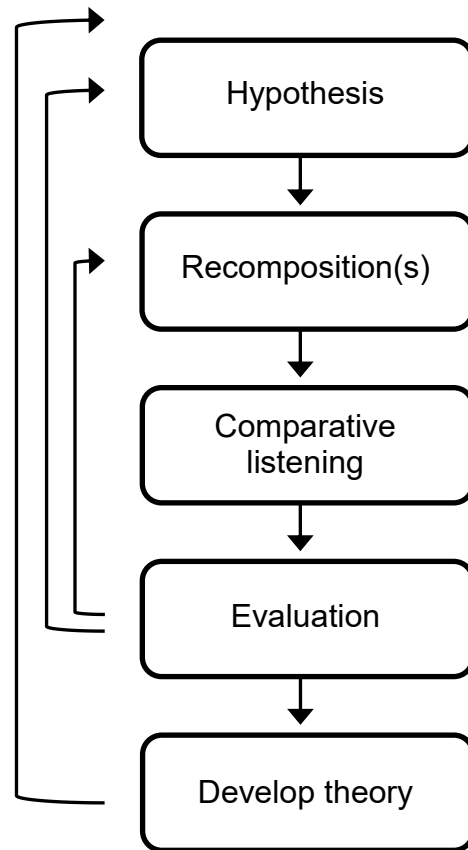 Hypothesis
Recomposition(s)
Comparative
listening
Evaluation
Develop theory